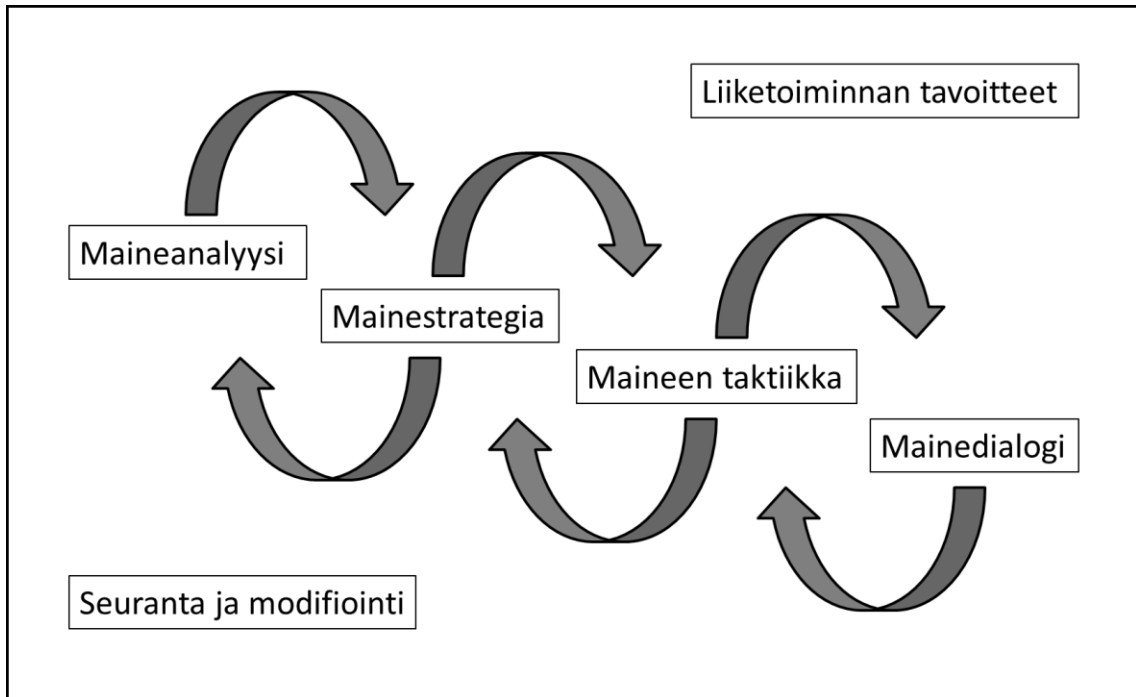 Liiketoiminnan tavoitteet
Maineanalyysi
Mainestrategia
Maineen taktiikka
Mainedialogi
Seuranta ja modifiointi